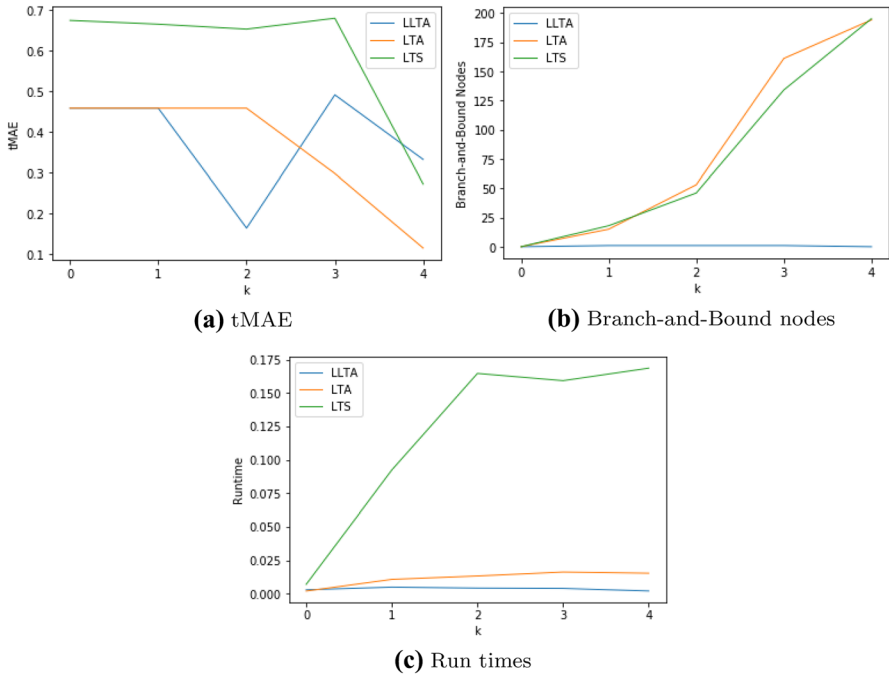 0.7
0.6
0.5
0.4
0.3
0.2
0.1
tMAE
LLTA
LTA
LTS
0 1 2 3 4
k
(a) tMAE
200
175
150
125
100
75
50
25
0
Branch-and-Bound Nodes
LLTA
LTA
LTS
0 1 2 3 4
k
(b) Branch-and-Bound nodes
0.175
0.150
0.125
0.100
0.075
0.050
0.025
0.000
Runtime
LLTA
LTA
LTS
0 1 2 3 4
k
(c) Run times